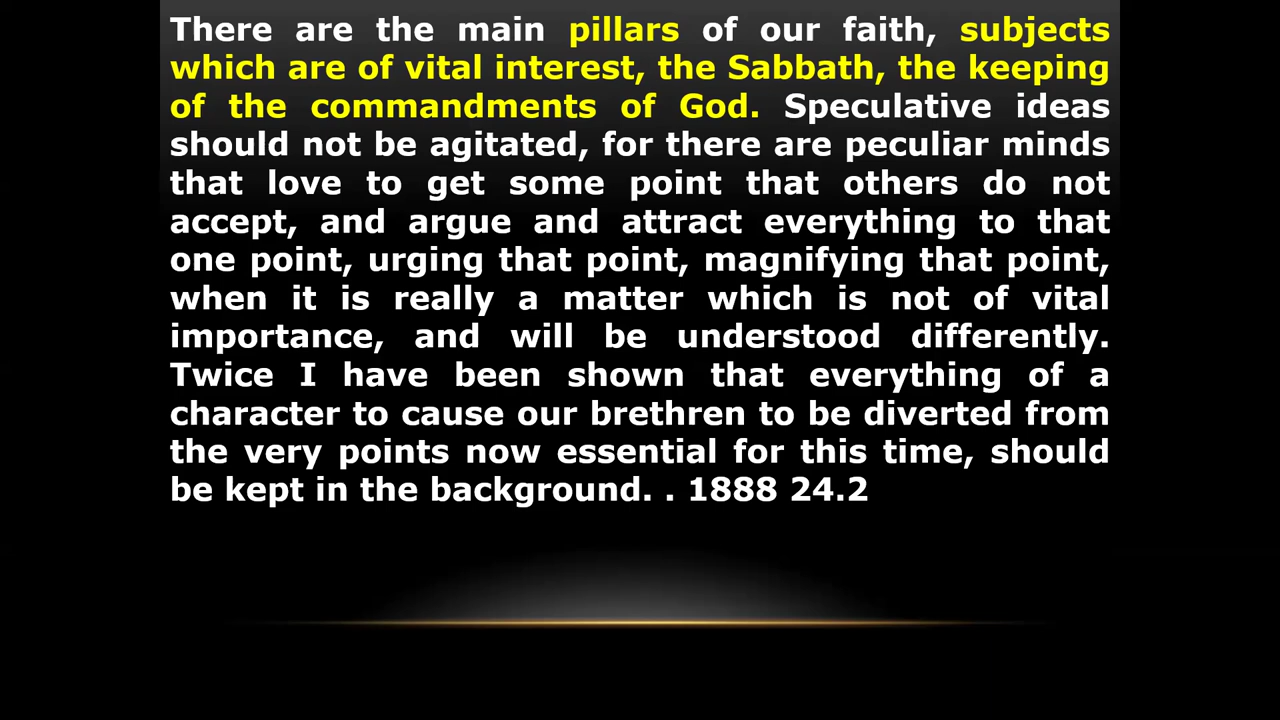 There are the main pillars of our faith, subjects
which are of vital interest, the Sabbath, the keeping
of the commandments of God. Speculative ideas
should not be agitated, for there are peculiar minds
that love to get some point that others do not
accept, and argue and attract everything to that
one point, urging that point, magnifying that point,
when it is really a matter which is not of vital
importance, and will be understood differently.
Twice I have been shown that everything of a
character to cause our brethren to be diverted from
the very points now essential for this time, should
be kept in the background. . 1888 24.2